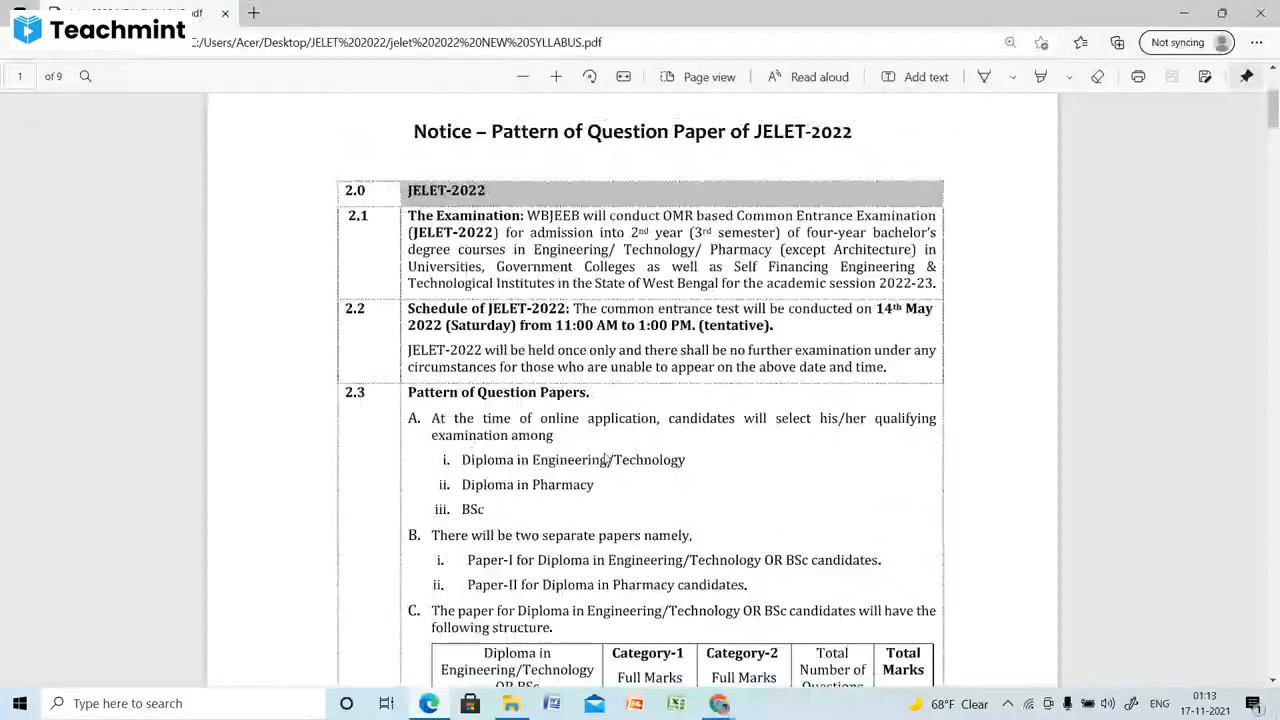 Teachmint
df
C:/Users/Acer/Desktop/JELET%202022/jelet%202022%20NEW%20SYLLABUS.pdf
Not syncing
1 of 9
Page view
Read aloud
Add text
Notice – Pattern of Question Paper of JELET-2022
2.0 JELET-2022
2.1 The Examination: WBJEEB will conduct OMR based Common Entrance Examination
(JELET-2022) for admission into 2nd year (3rd semester) of four-year bachelor's
degree courses in Engineering/ Technology/ Pharmacy (except Architecture) in
Universities, Government Colleges as well as Self Financing Engineering &
Technological Institutes in the State of West Bengal for the academic session 2022-23.
2.2 Schedule of JELET-2022: The common entrance test will be conducted on 14th May
2022 (Saturday) from 11:00 AM to 1:00 PM. (tentative).
JELET-2022 will be held once only and there shall be no further examination under any
circumstances for those who are unable to appear on the above date and time.
2.3 Pattern of Question Papers.
A. At the time of online application, candidates will select his/her qualifying
examination among
i. Diploma in Engineering/Technology
ii. Diploma in Pharmacy
iii. BSc
B. There will be two separate papers namely,
i. Paper-I for Diploma in Engineering/Technology OR BSc candidates.
ii. Paper-II for Diploma in Pharmacy candidates.
C. The paper for Diploma in Engineering/Technology OR BSc candidates will have the
following structure.
Diploma in Category-1 Category-2 Total Total
Engineering/Technology Full Marks Full Marks Number of Marks
OR BSc Questions
Type here to search
68°F Clear
ENG
01:13
17-11-2021